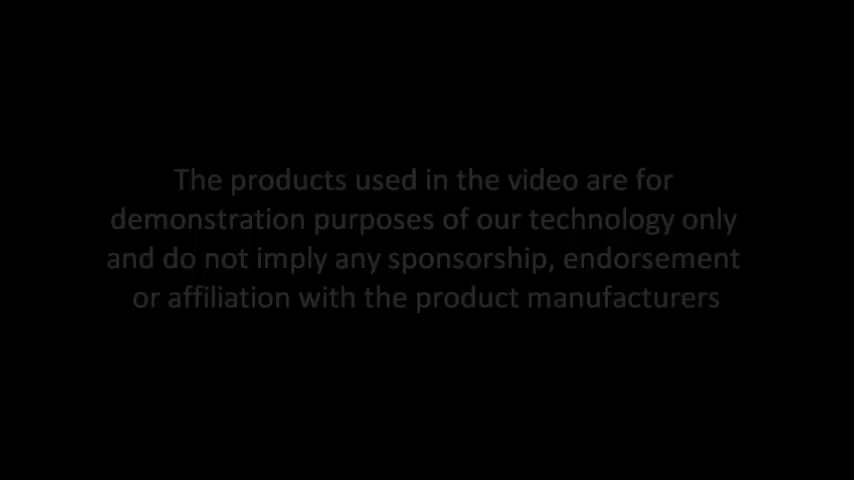 The products used in the video are for
demonstration purposes of our technology only
and do not imply any sponsorship, endorsement
or affiliation with the product manufacturers